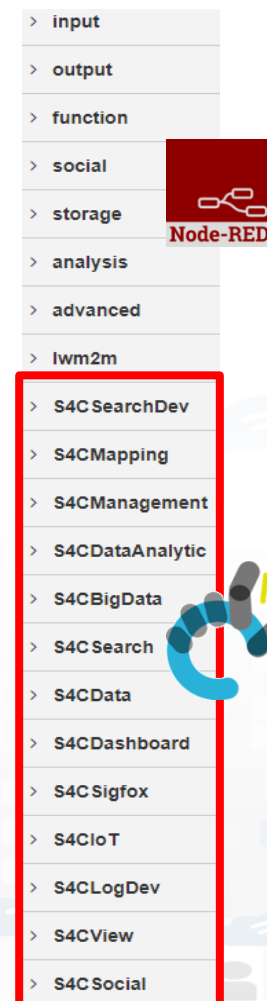 > input
> output
> function
> social
> storage
Node-RED
> analysis
> advanced
> lwm2m
> S4CSearchDev
> S4CMapping
> S4CManagement
> S4CDataAnalytic
> S4CBigData
> S4CSearch
> S4CData
> S4CDashboard
> S4CSigfox
> S4CIoT
> S4CLogDev
> S4CView
> S4CSocial